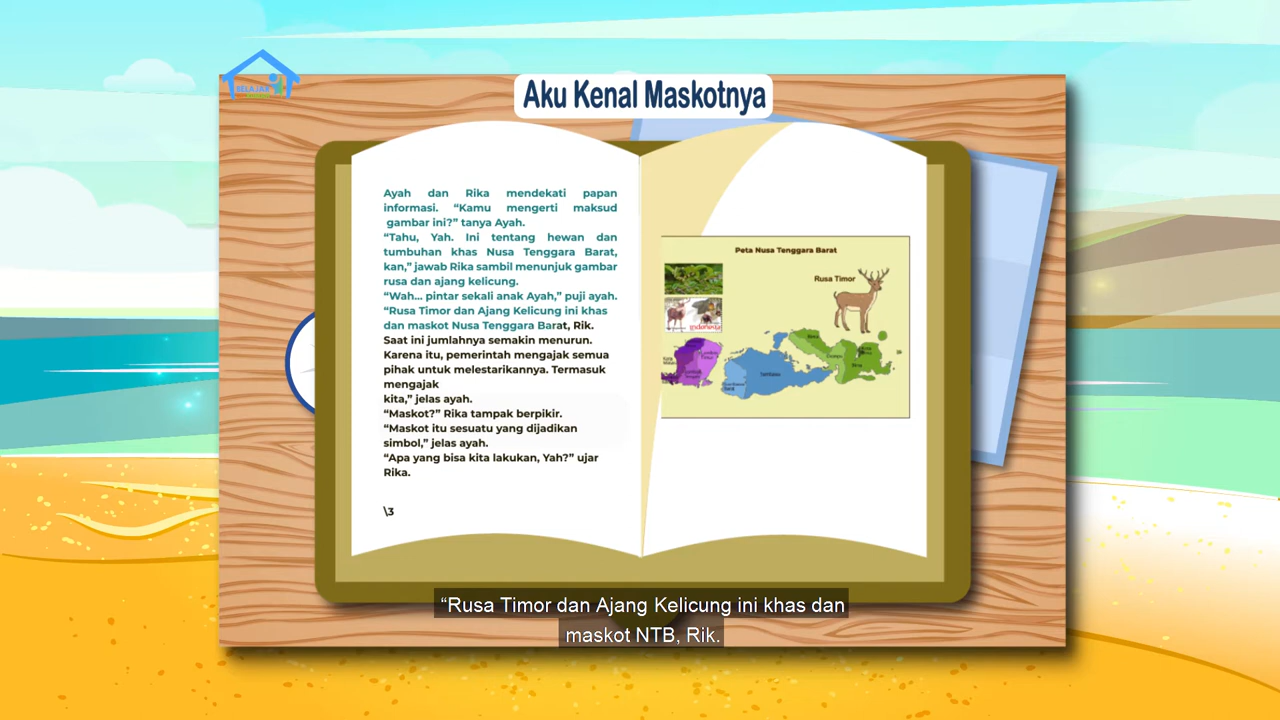 BELAJAR
Aku Kenal Maskotnya
Ayah dan Rika mendekati papan
informasi. “Kamu mengerti maksud
gambar ini?” tanya Ayah.
“Tahu, Yah. Ini tentang hewan dan
tumbuhan khas Nusa Tenggara Barat,
kan,” jawab Rika sambil menunjuk gambar
rusa dan ajang kelicung.
“Wah... pintar sekali anak Ayah,” puji ayah.
“Rusa Timor dan Ajang Kelicung ini khas
dan maskot Nusa Tenggara Barat, Rik.
Saat ini jumlahnya semakin menurun.
Karena itu, pemerintah mengajak semua
pihak untuk melestarikannya. Termasuk
mengajak
kita,” jelas ayah.
“Maskot?” Rika tampak berpikir.
“Maskot itu sesuatu yang dijadikan
simbol,” jelas ayah.
“Apa yang bisa kita lakukan, Yah?” ujar
Rika.
\3
Peta Nusa Tenggara Barat
Rusa Timor
Indonesia
“Rusa Timor dan Ajang Kelicung ini khas dan
maskot NTB, Rik.